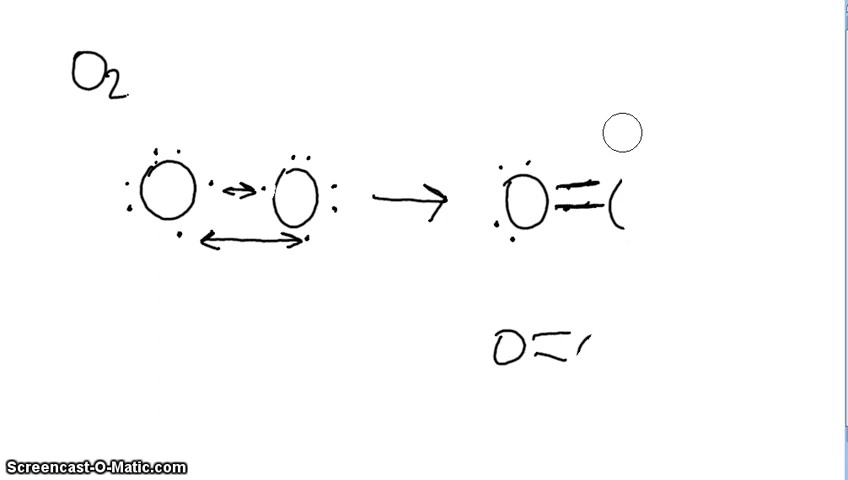 O2
O O → O = (
O = (
Screencast-O-Matic.com